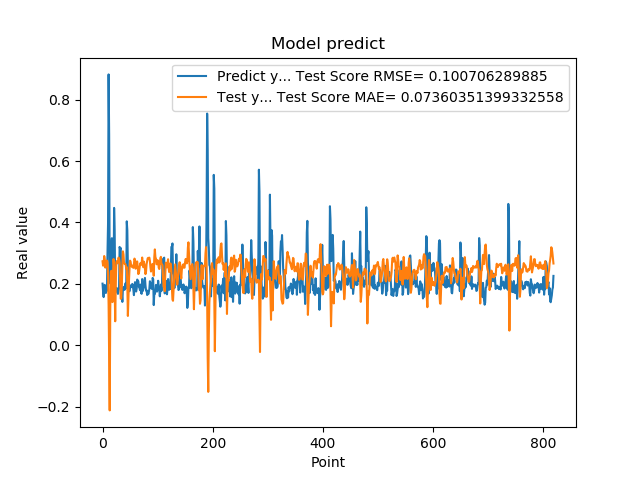 Model predict
Predict y... Test Score RMSE= 0.100706289885
Test y... Test Score MAE= 0.07360351399332558
Real value
0.8
0.6
0.4
0.2
0.0
−0.2
0 200 400 600 800
Point